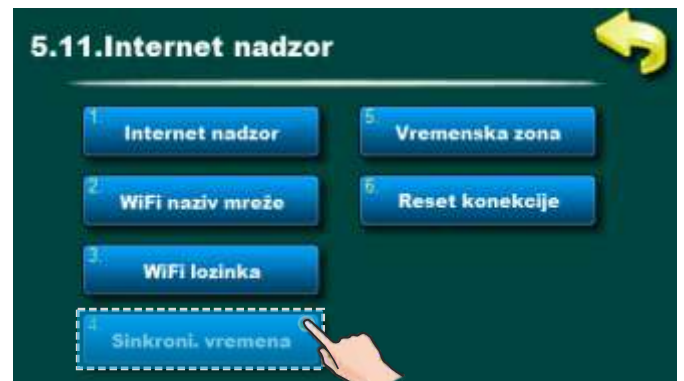 5.11.Internet nadzor
1.
Internet nadzor
2.
WiFi naziv mreže
3.
WiFi lozinka
4.
Sinkroni. vremena
5.
Vremenska zona
6.
Reset konekcije